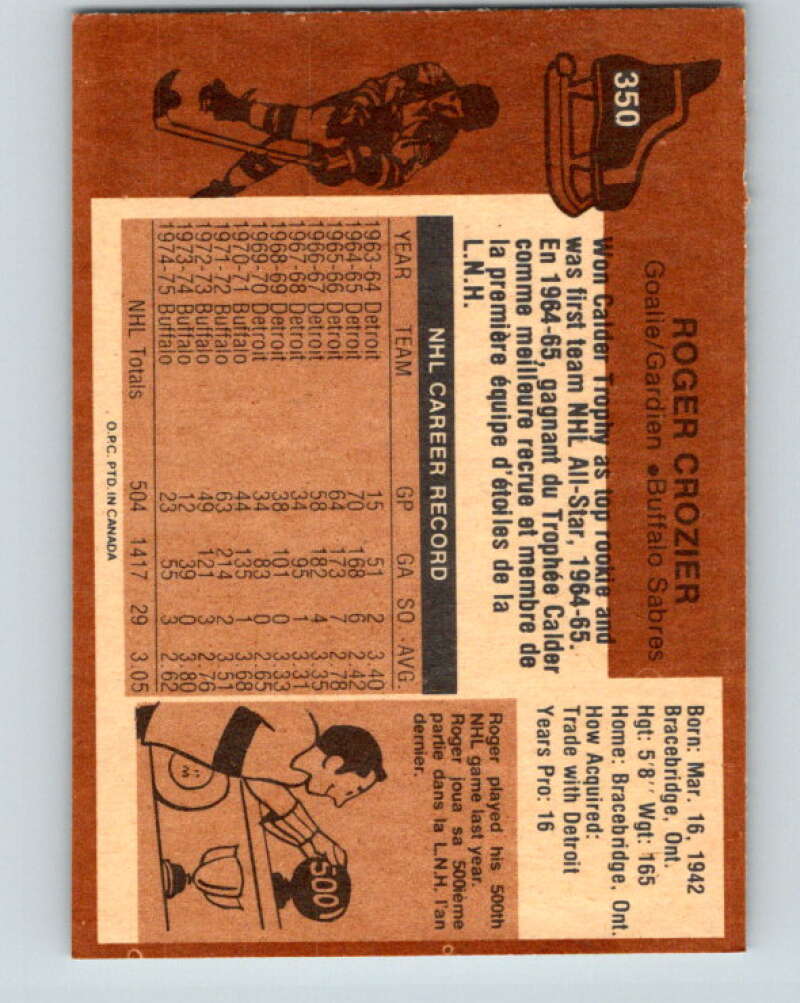 350
ROGER CROZIER
Goalie/Gardien • Buffalo Sabres
Born: Mar. 16, 1942
Bracebridge, Ont.
Hgt: 5'8" Wgt: 165
Home: Bracebridge, Ont.
How Acquired:
Trade with Detroit
Years Pro: 16
Won Calder Trophy as top rookie and
was first team NHL All-Star, 1964-65.
En 1964-65, gagnant du Trophée Calder
comme meilleure recrue et membre de
la première équipe d'étoiles de la
L.N.H.
NHL CAREER RECORD
YEAR TEAM GP GA SO AVG.
1963-64 Detroit 15 51 2 3.40
1964-65 Detroit 70 168 6 2.42
1965-66 Detroit 64 173 7 2.78
1966-67 Detroit 58 182 4 3.35
1967-68 Detroit 34 95 1 3.31
1968-69 Detroit 38 101 0 3.33
1969-70 Detroit 34 83 0 2.65
1970-71 Buffalo 44 135 1 3.68
1971-72 Buffalo 63 214 2 3.51
1972-73 Buffalo 49 121 3 2.76
1973-74 Buffalo 12 39 0 3.80
1974-75 Buffalo 23 55 3 2.62
NHL Totals 504 1417 29 3.05
Roger played his 500th
NHL game last year.
Roger joua sa 500ième
partie dans la L.N.H. l'an
dernier.
500
O.P.C. PTD. IN CANADA